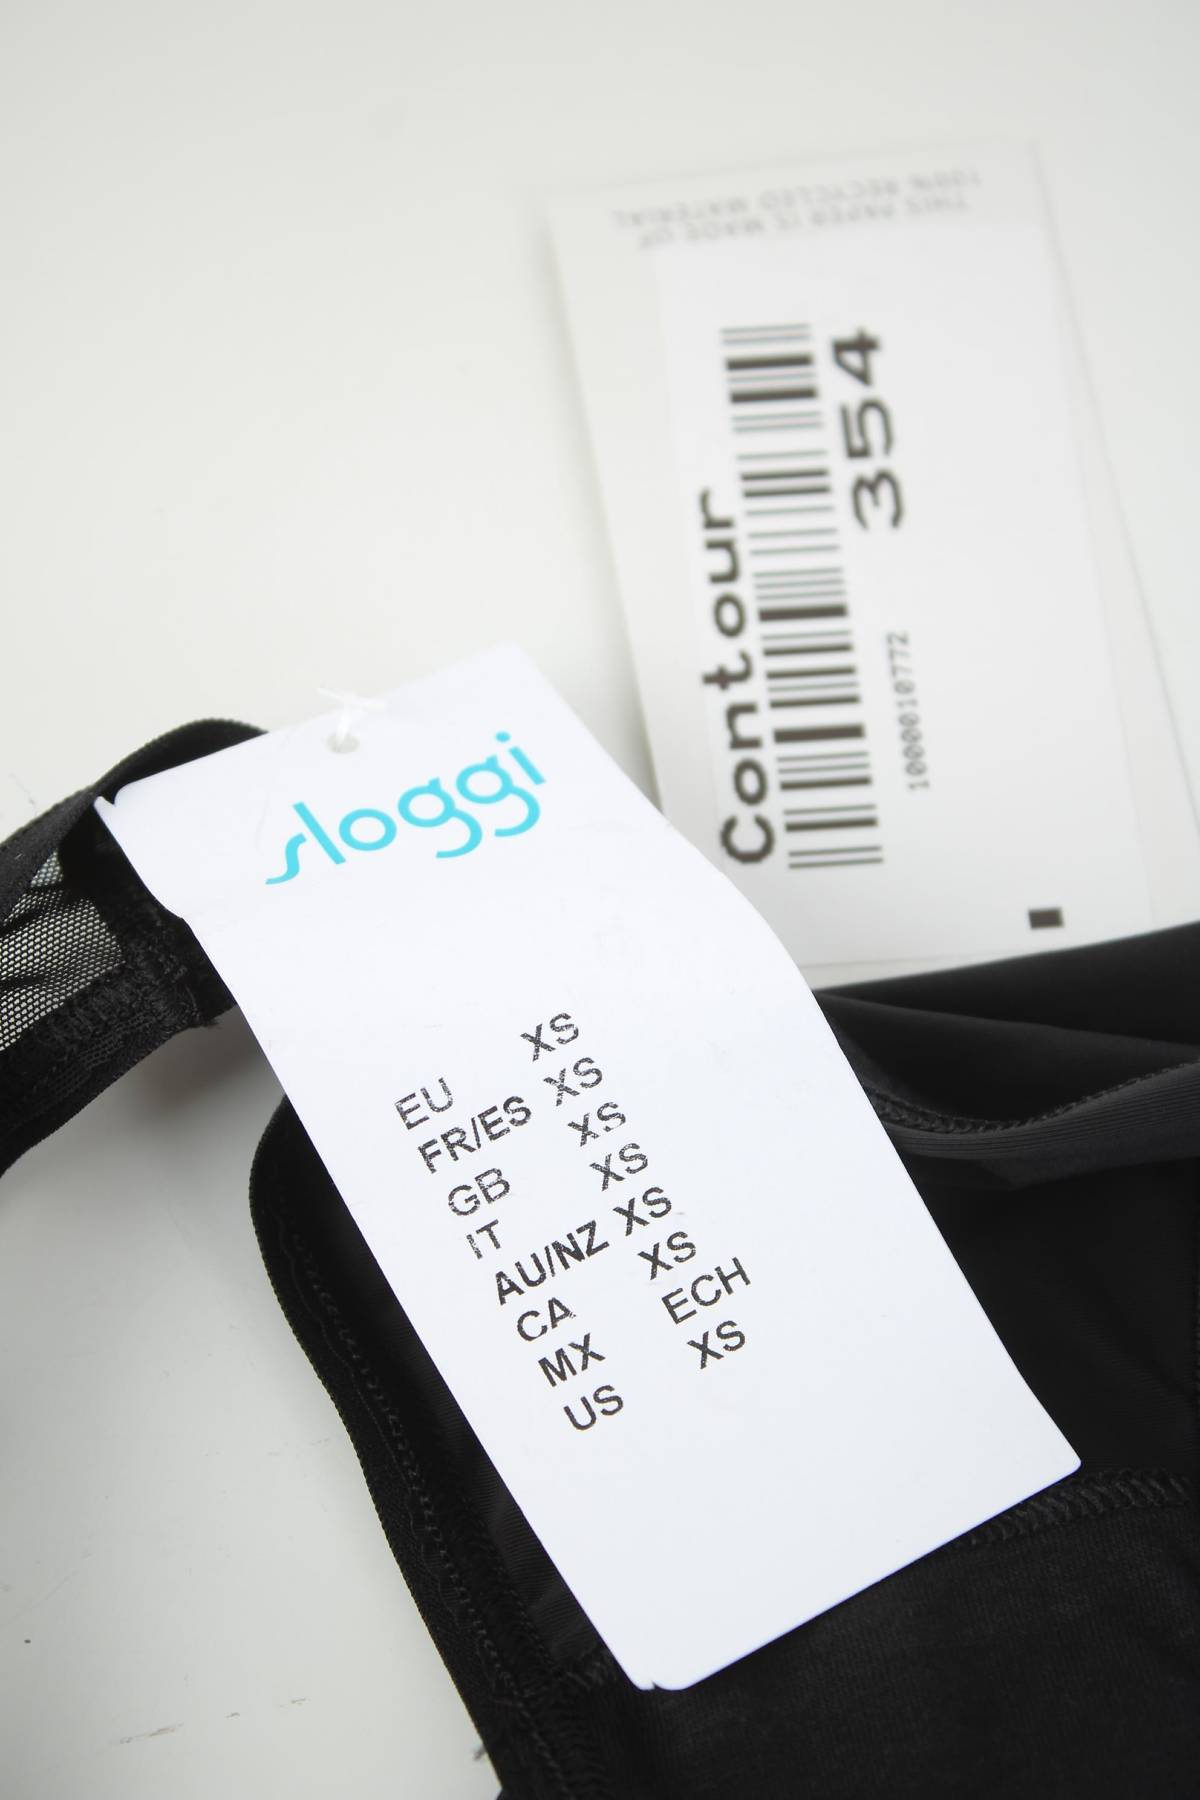 THIS PAPER IS MADE OF
100% RECYCLED MATERIAL
Contour
354
1000010772
sloggi
EU XS
FR/ES XS
GB XS
IT XS
AU/NZ XS
CA XS
MX ECH
US XS